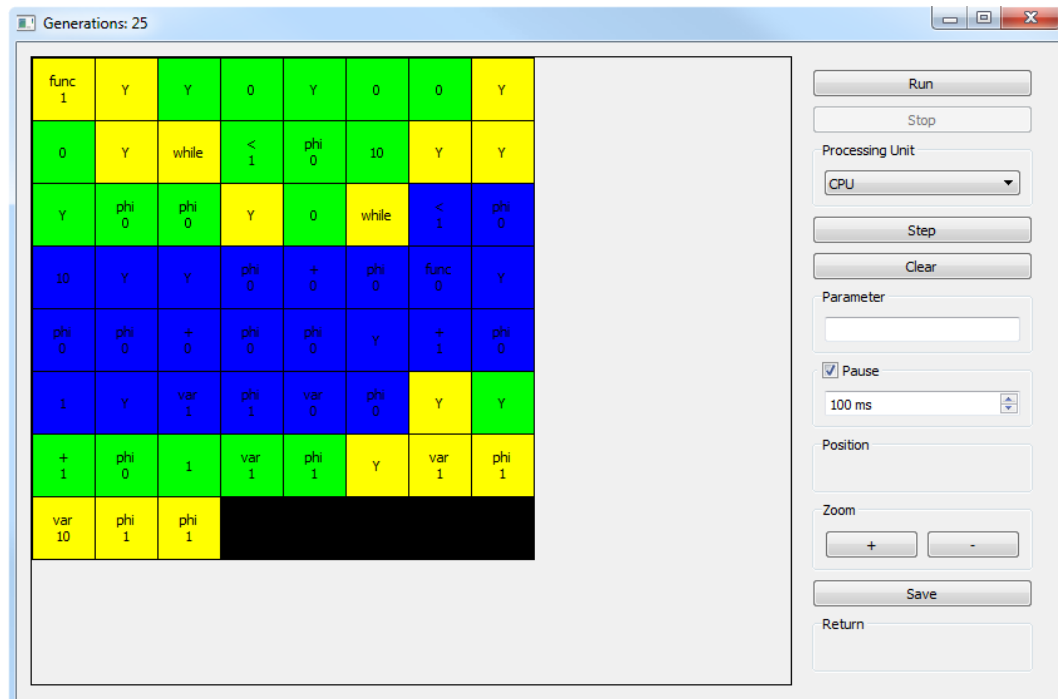 Generations: 25
func Y Y 0 Y 0 0 Y
1
0 Y while < phi 10 Y Y
1 0
Y phi phi Y 0 while < phi
0 0 1 0
10 Y Y phi + phi func Y
0 0 0 0
phi phi + phi phi Y + phi
0 0 0 0 0 1 0
1 Y var phi var phi Y Y
1 1 0 0
+ phi 1 var phi Y var phi
1 0 1 1 1 1
var phi phi
10 1 1
Run
Stop
Processing Unit
CPU
Step
Clear
Parameter
Pause
100 ms
Position
Zoom
+ -
Save
Return